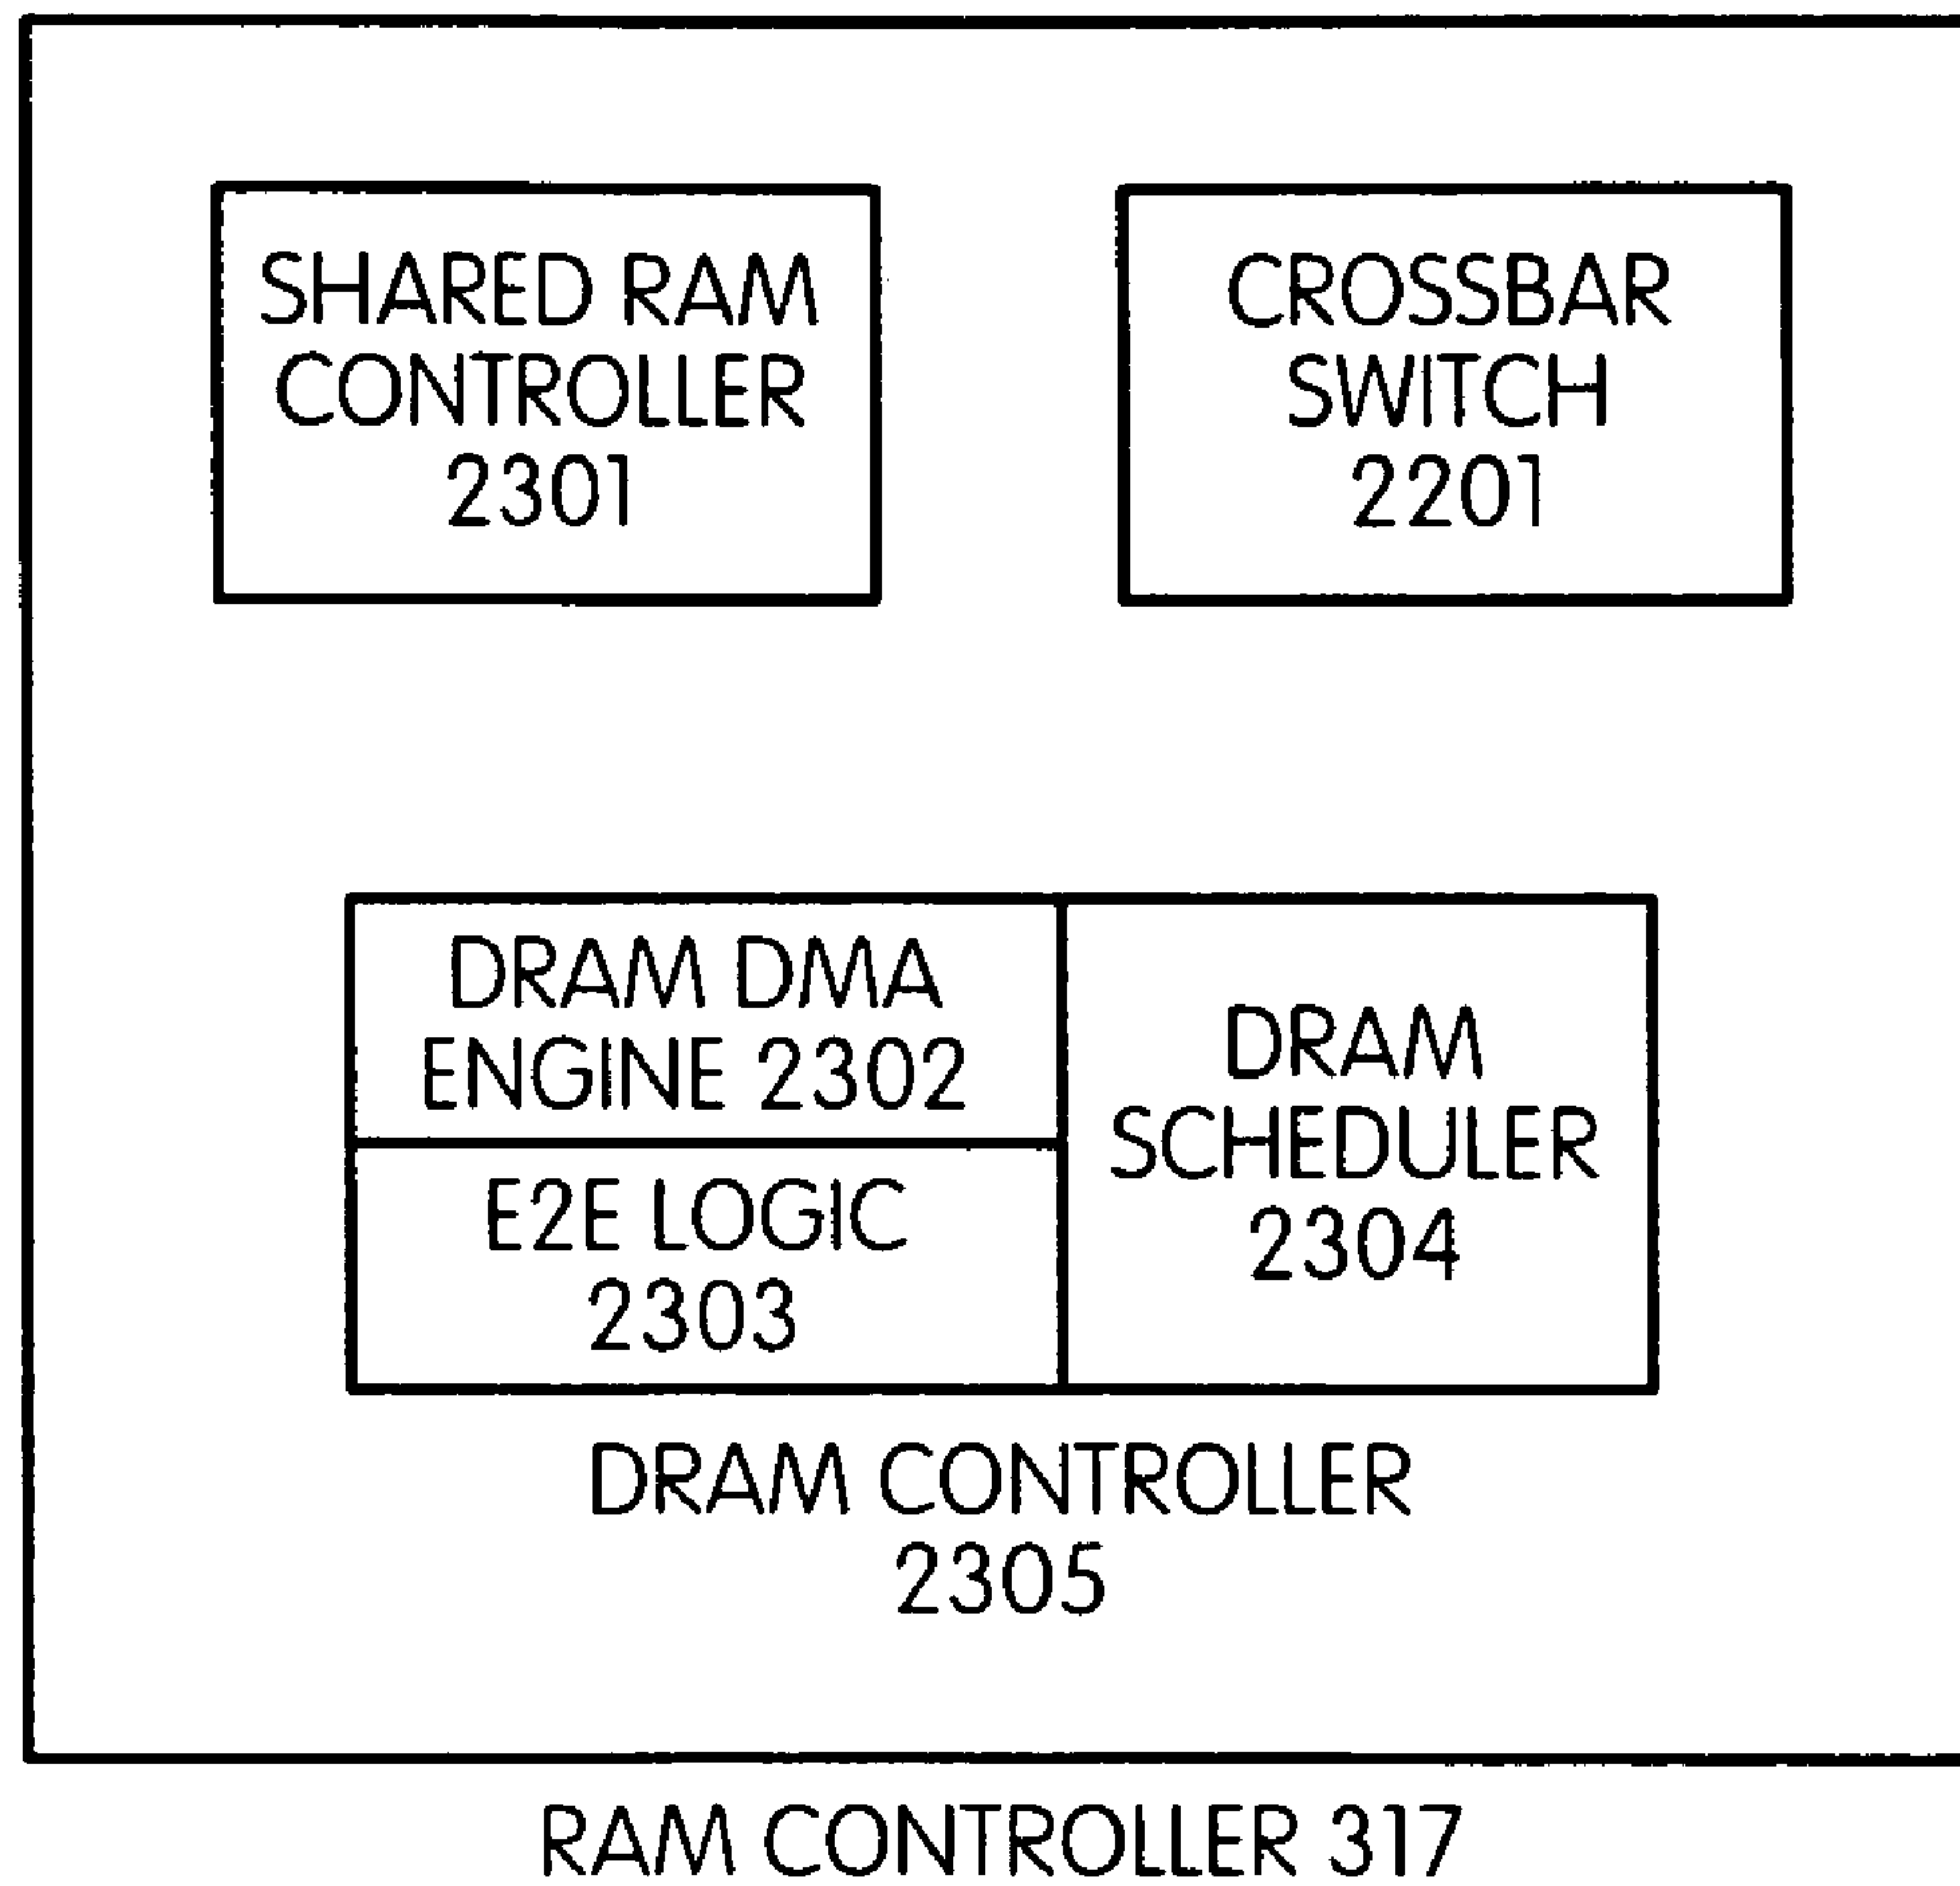 SHARED RAM
CONTROLLER
2301
CROSSBAR
SWITCH
2201
DRAM DMA
ENGINE 2302
E2E LOGIC
2303
DRAM
SCHEDULER
2304
DRAM CONTROLLER
2305
RAM CONTROLLER 317